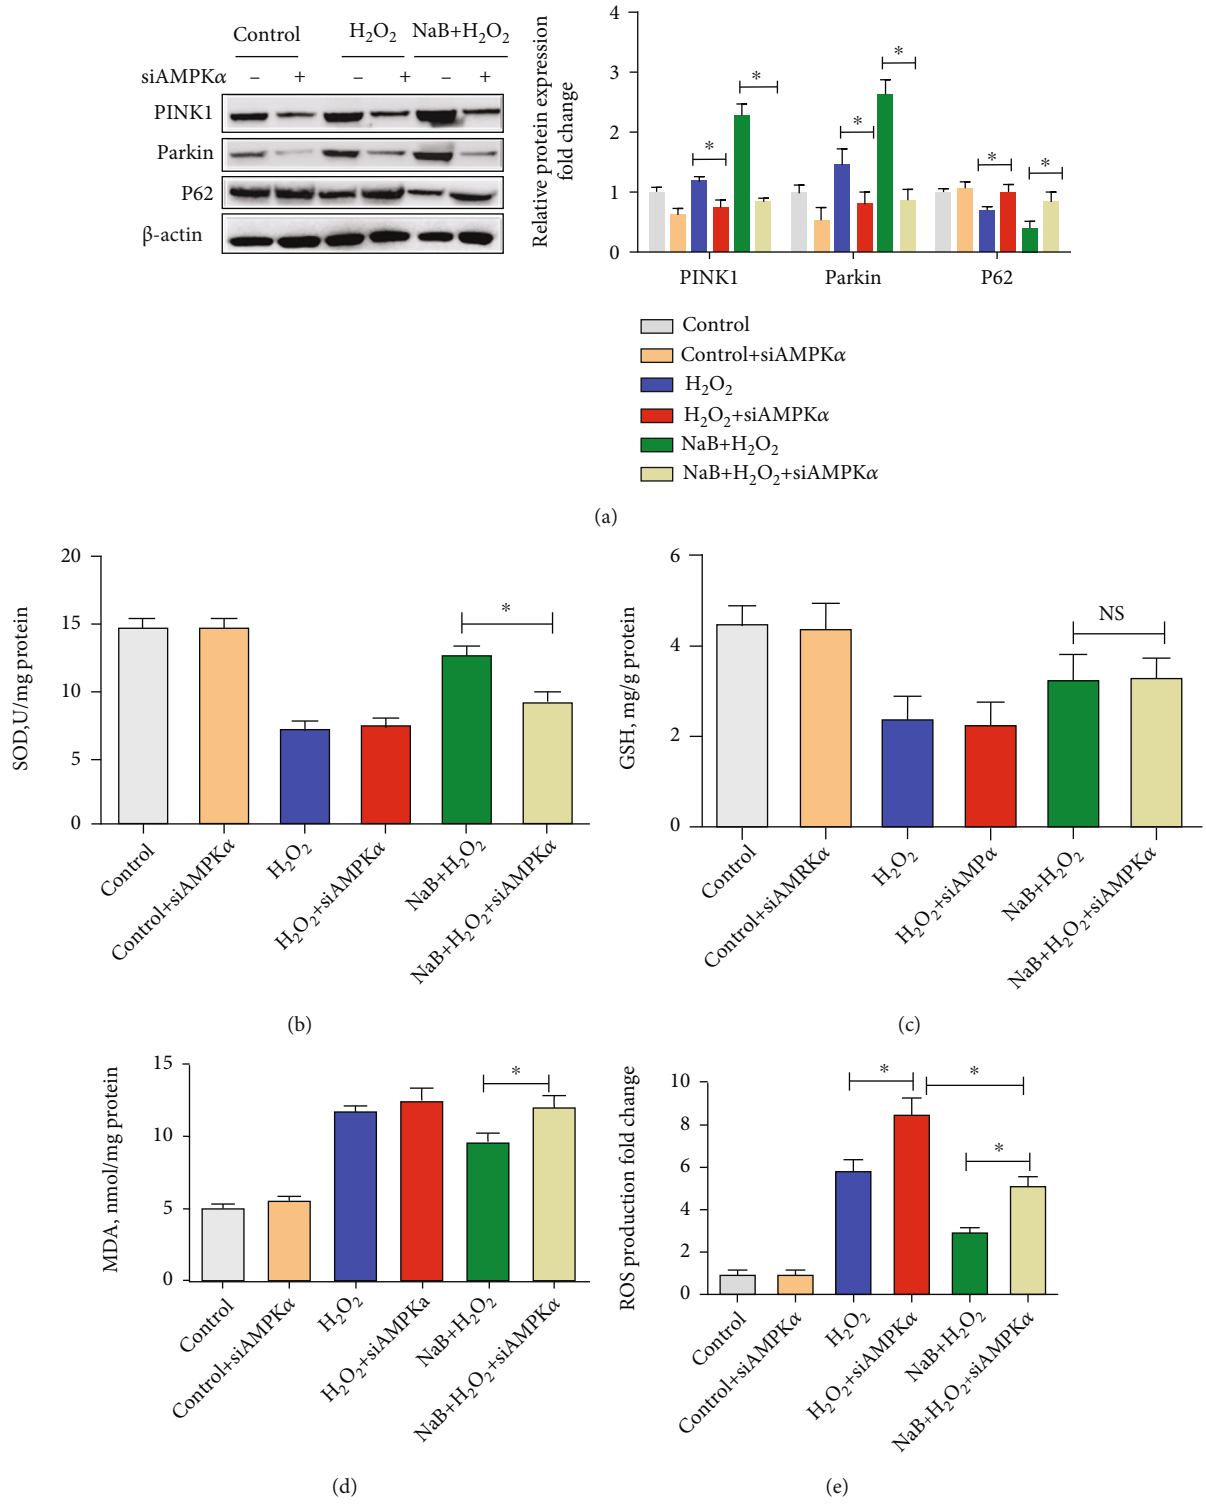 Control H₂O₂ NaB+H₂O₂
siAMPKα – + – + – +
PINK1
Parkin
P62
β-actin
Relative protein expression
fold change
4
3
2
1
0
* * * * * *
PINK1 Parkin P62
Control
Control+siAMPKα
H₂O₂
H₂O₂+siAMPKα
NaB+H₂O₂
NaB+H₂O₂+siAMPKα
(a)
SOD,U/mg protein
20
15
10
5
0
*
Control
Control+siAMPKα
H₂O₂
H₂O₂+siAMPKα
NaB+H₂O₂
NaB+H₂O₂+siAMPKα
(b)
GSH, mg/g protein
6
4
2
0
NS
Control
Control+siAMRKα
H₂O₂
H₂O₂+siAMPα
NaB+H₂O₂
NaB+H₂O₂+siAMPKα
(c)
MDA, nmol/mg protein
15
10
5
0
*
Control
Control+siAMPKα
H₂O₂
H₂O₂+siAMPKa
NaB+H₂O₂
NaB+H₂O₂+siAMPKα
(d)
ROS production fold change
10
8
6
4
2
0
* * *
Control
Control+siAMPKα
H₂O₂
H₂O₂+siAMPKα
NaB+H₂O₂
NaB+H₂O₂+siAMPKα
(e)